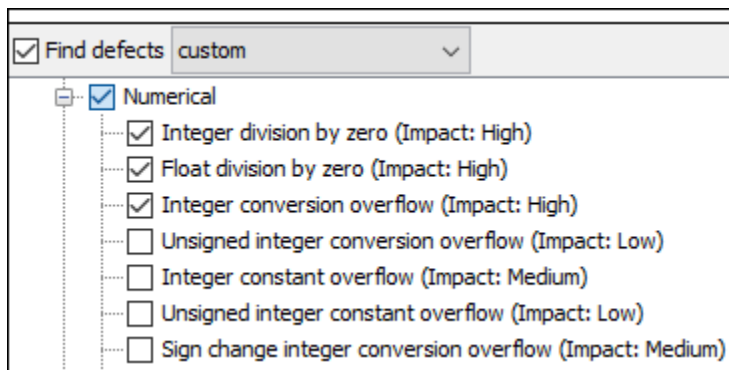 Find defects custom
Numerical
Integer division by zero (Impact: High)
Float division by zero (Impact: High)
Integer conversion overflow (Impact: High)
Unsigned integer conversion overflow (Impact: Low)
Integer constant overflow (Impact: Medium)
Unsigned integer constant overflow (Impact: Low)
Sign change integer conversion overflow (Impact: Medium)